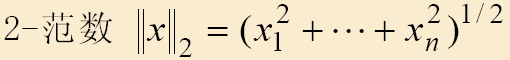 2-范数 ‖x‖₂ = (x₁² + ⋯ + xₙ²)^{1/2}